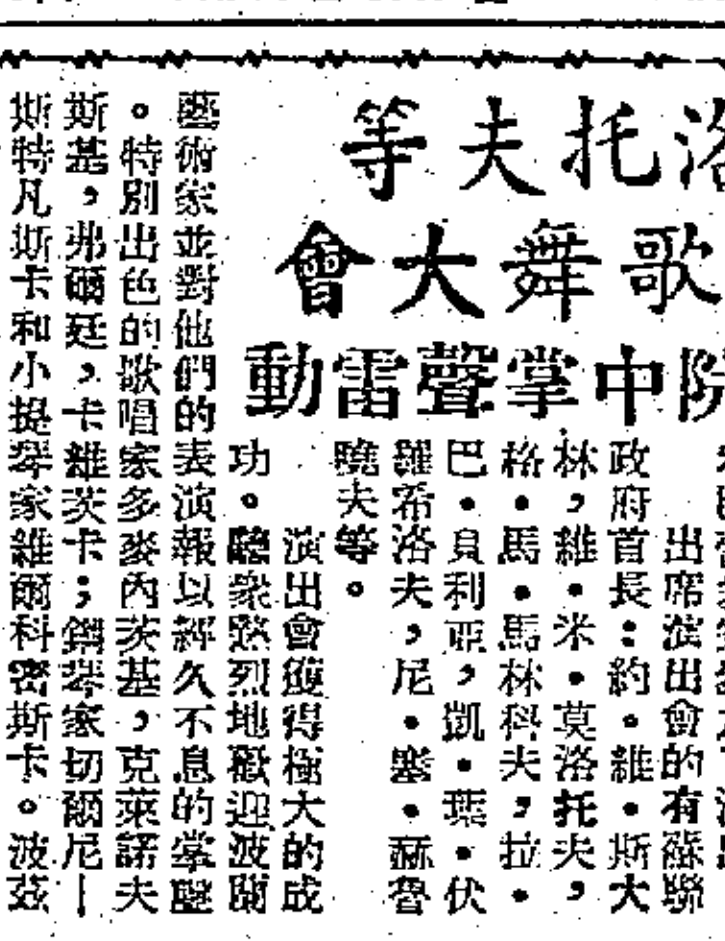 洛托夫等
歌舞大會
院中掌聲雷動
出席演出會的有蘇聯
政府首長：約。維・斯大
林，維・米・莫洛托夫，
格・馬・馬林科夫，拉・
巴・貝利亞，凱・葉・伏
羅希洛夫，尼・塞・赫魯
曉夫等。
演出會獲得極大的成
功。聽衆熱烈地歡迎波蘭
藝術家並對他們的表演報以經久不息的掌聲
。特別出色的歌唱家多麥內茨基，克萊諾夫
斯基，弗爾廷，卡維茨卡；鋼琴家切爾尼—
斯特凡斯卡和小提琴家維爾科密斯卡。波茲